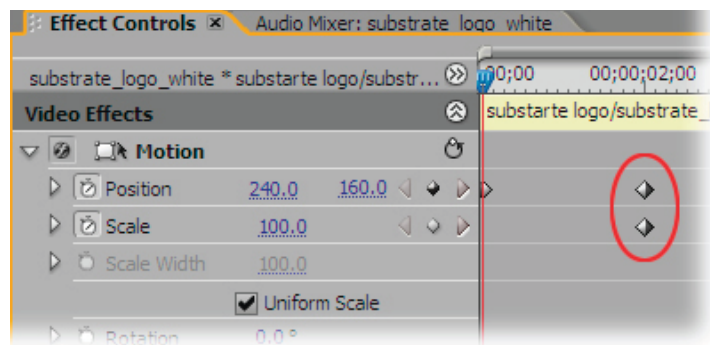 Effect Controls Audio Mixer: substrate_logo_white
substrate_logo_white * substarte logo/substr... 00;00 00;00;02;00
Video Effects substarte logo/substrate_
Motion
Position 240.0 160.0
Scale 100.0
Scale Width 100.0
Uniform Scale
Rotation 0.0 °